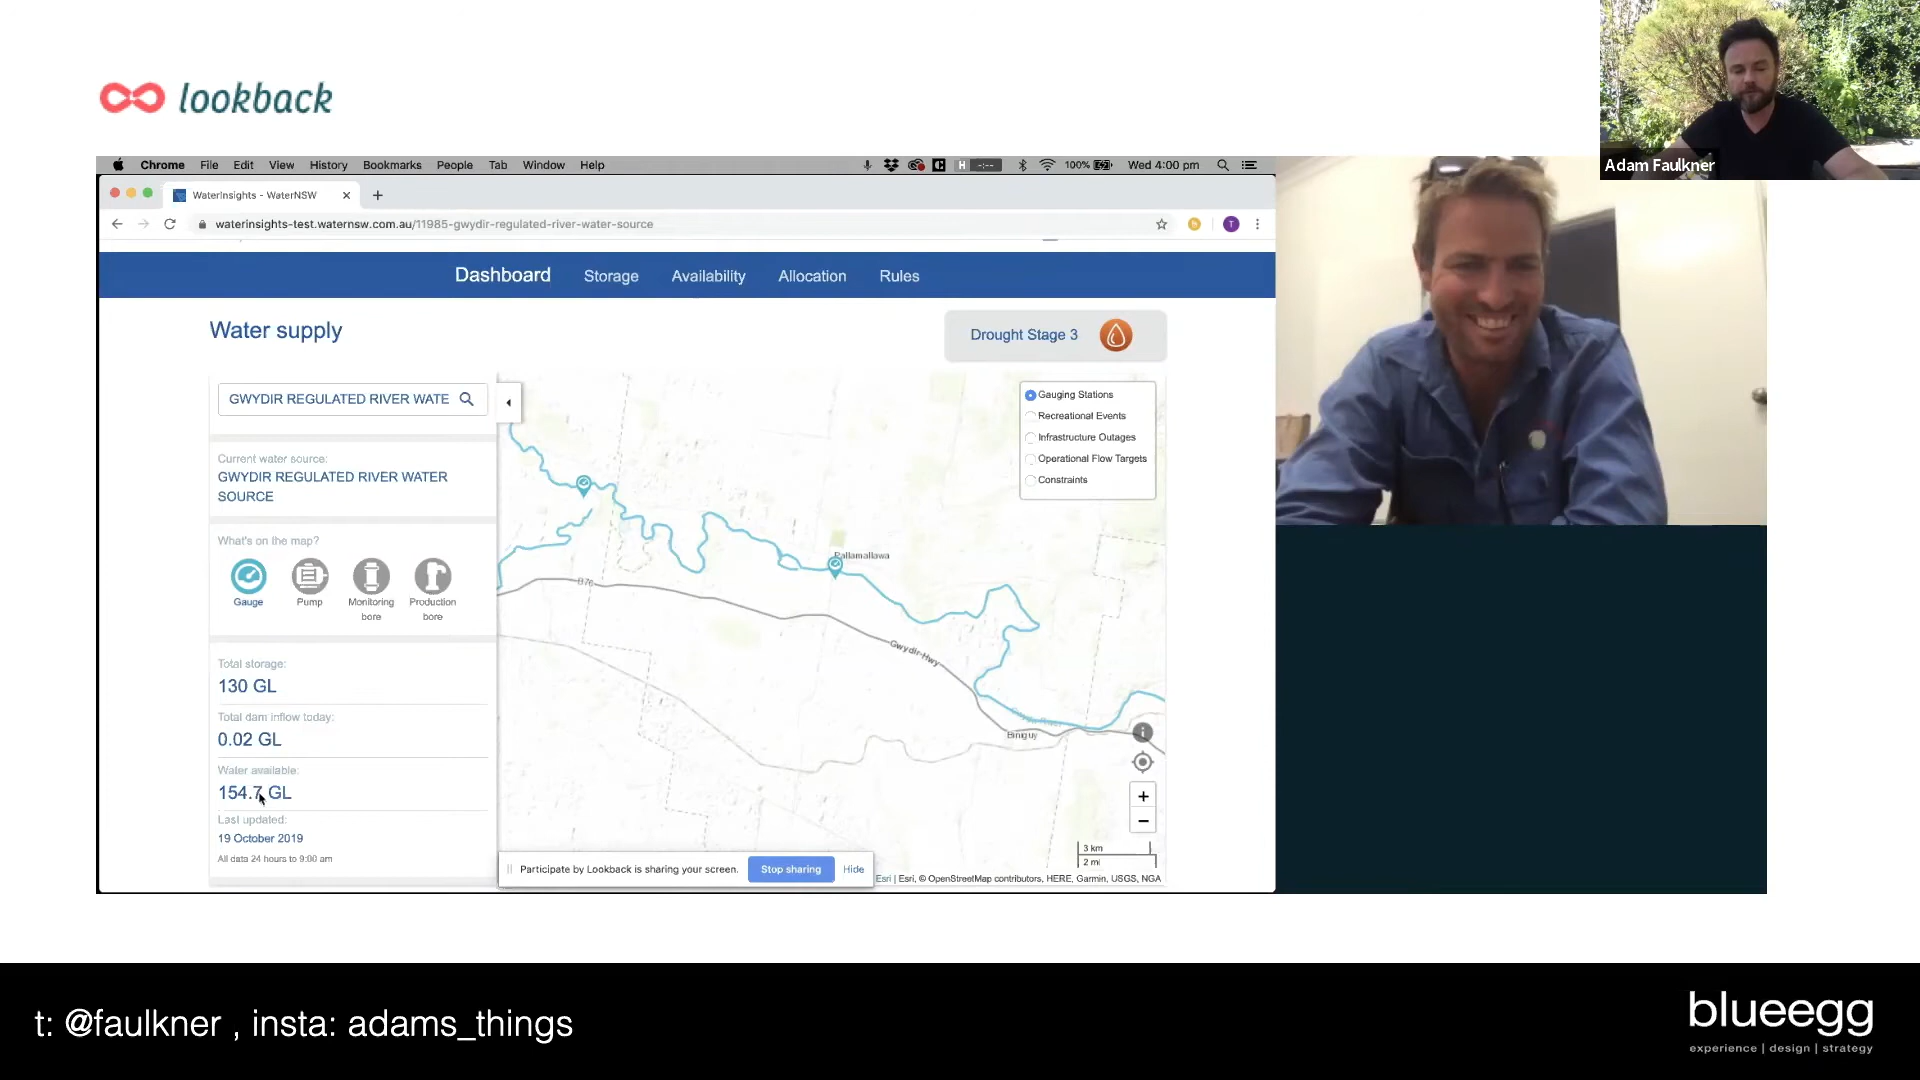 lookback
Adam Faulkner
Chrome File Edit View History Bookmarks People Tab Window Help
100% Wed 4:00 pm
WaterInsights - WaterNSW
waterinsights-test.waternsw.com.au/11985-gwydir-regulated-river-water-source
T
Dashboard Storage Availability Allocation Rules
Water supply
Drought Stage 3
GWYDIR REGULATED RIVER WATE
Current water source:
GWYDIR REGULATED RIVER WATER
SOURCE
What's on the map?
Gauge Pump Monitoring bore Production bore
Total storage:
130 GL
Total dam inflow today:
0.02 GL
Water available:
154.7 GL
Last updated:
19 October 2019
All data 24 hours to 9:00 am
Gauging Stations
Recreational Events
Infrastructure Outages
Operational Flow Targets
Constraints
Pallamallawa
Gwydir-Hwy
Biniguy
+
−
3 km
2 mi
Participate by Lookback is sharing your screen. Stop sharing Hide
Esri | Esri, © OpenStreetMap contributors, HERE, Garmin, USGS, NGA
t: @faulkner , insta: adams_things
blueegg
experience | design | strategy